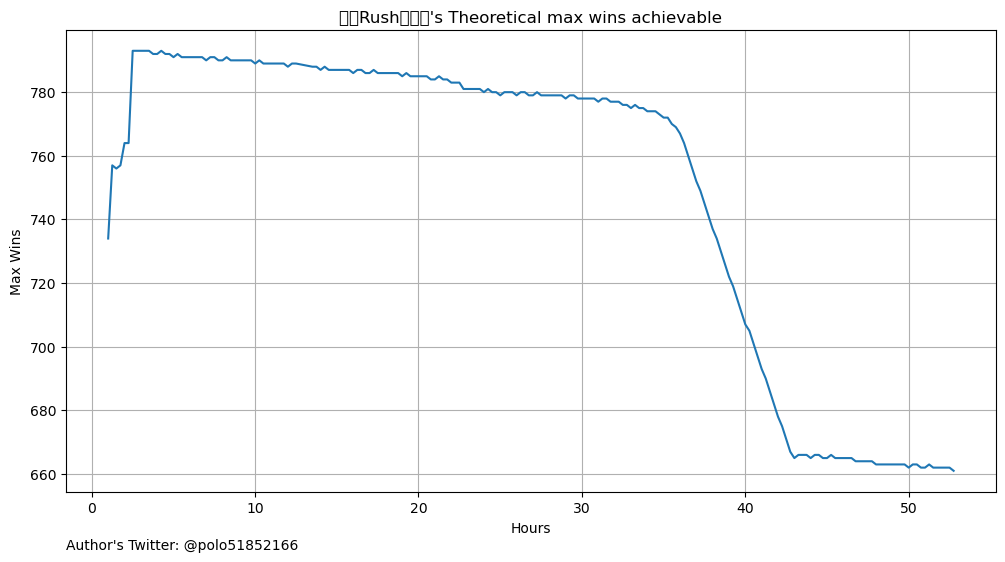 Rush's Theoretical max wins achievable
Max Wins
780
760
740
720
700
680
660
0 10 20 30 40 50
Hours
Author's Twitter: @polo51852166